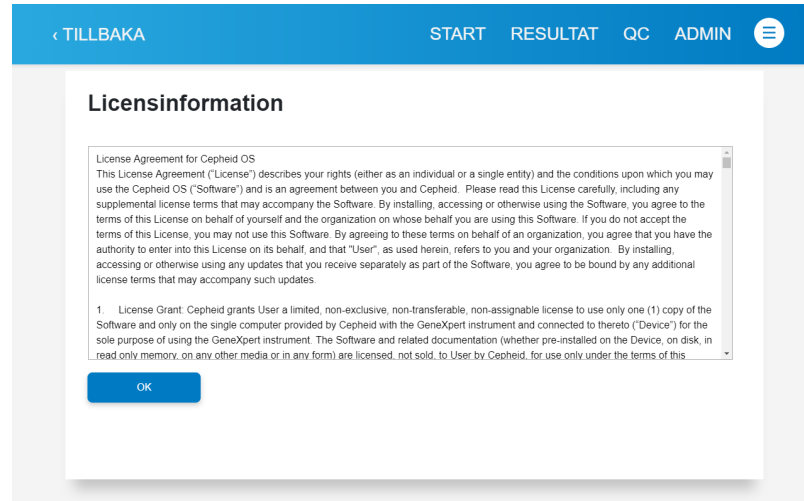 ‹ TILLBAKA START RESULTAT QC ADMIN
Licensinformation
License Agreement for Cepheid OS
This License Agreement ("License") describes your rights (either as an individual or a single entity) and the conditions upon which you may
use the Cepheid OS ("Software") and is an agreement between you and Cepheid.  Please read this License carefully, including any
supplemental license terms that may accompany the Software. By installing, accessing or otherwise using the Software, you agree to the
terms of this License on behalf of yourself and the organization on whose behalf you are using this Software. If you do not accept the
terms of this License, you may not use this Software. By agreeing to these terms on behalf of an organization, you agree that you have the
authority to enter into this License on its behalf, and that "User", as used herein, refers to you and your organization.  By installing,
accessing or otherwise using any updates that you receive separately as part of the Software, you agree to be bound by any additional
license terms that may accompany such updates.
1.    License Grant: Cepheid grants User a limited, non-exclusive, non-transferable, non-assignable license to use only one (1) copy of the
Software and only on the single computer provided by Cepheid with the GeneXpert instrument and connected to thereto ("Device") for the
sole purpose of using the GeneXpert instrument. The Software and related documentation (whether pre-installed on the Device, on disk, in
read only memory, on any other media or in any form) are licensed, not sold, to User by Cepheid, for use only under the terms of this
OK